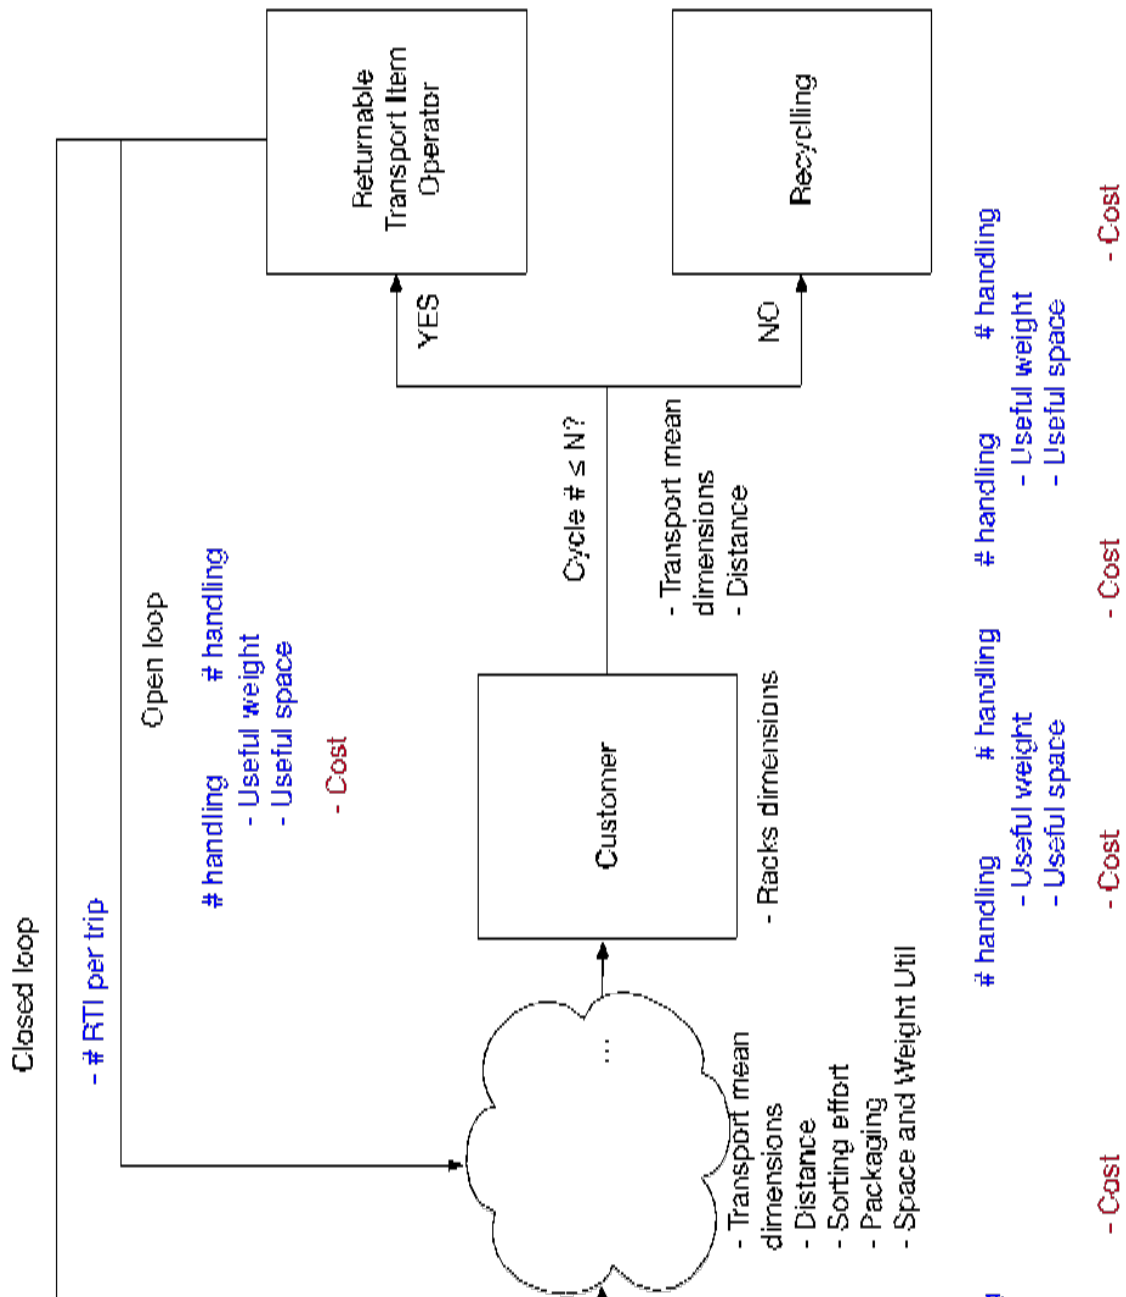 Closed loop
- # RTI per trip
Open loop
# handling
# handling
- Useful weight
- Useful space
- Cost
Returnable
Transport Item
Operator
YES
Cycle # ≤ N?
NO
Recyclling
- Transport mean
dimensions
- Distance
Customer
- Racks dimensions
...
- Transport mean
dimensions
- Distance
- Sorting effort
- Packaging
- Space and Weight Util
# handling
# handling
- Useful weight
- Useful space
# handling
# handling
- Useful weight
- Useful space
- Cost
- Cost
- Cost
- Cost